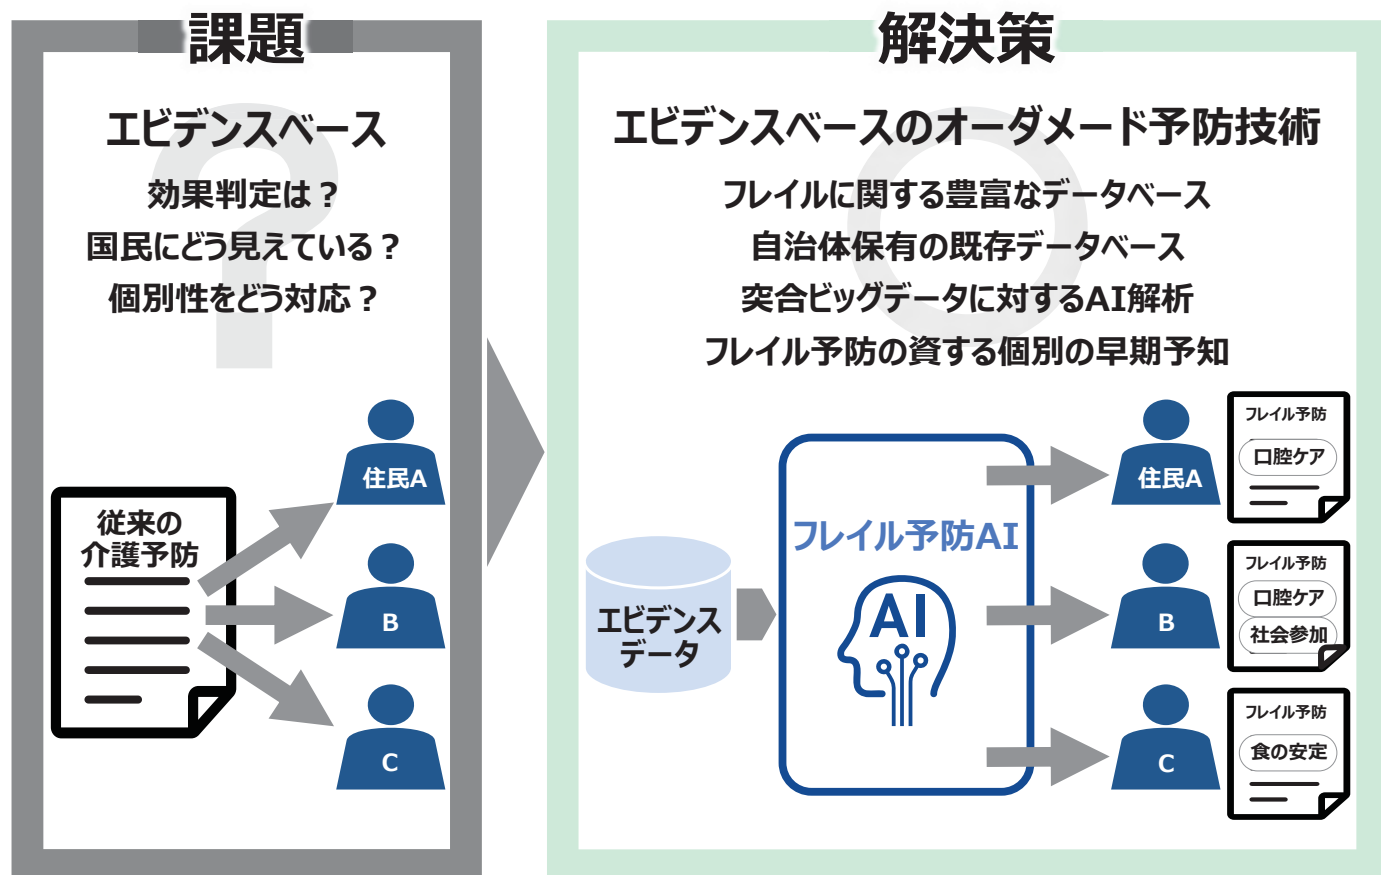 課題
エビデンスベース
効果判定は？
国民にどう見えている？
個別性をどう対応？
従来の
介護予防
住民A
B
C
解決策
エビデンスベースのオーダメード予防技術
フレイルに関する豊富なデータベース
自治体保有の既存データベース
突合ビッグデータに対するAI解析
フレイル予防の資する個別の早期予知
エビデンス
データ
フレイル予防AI
AI
住民A
フレイル予防
口腔ケア
B
フレイル予防
口腔ケア
社会参加
C
フレイル予防
食の安定